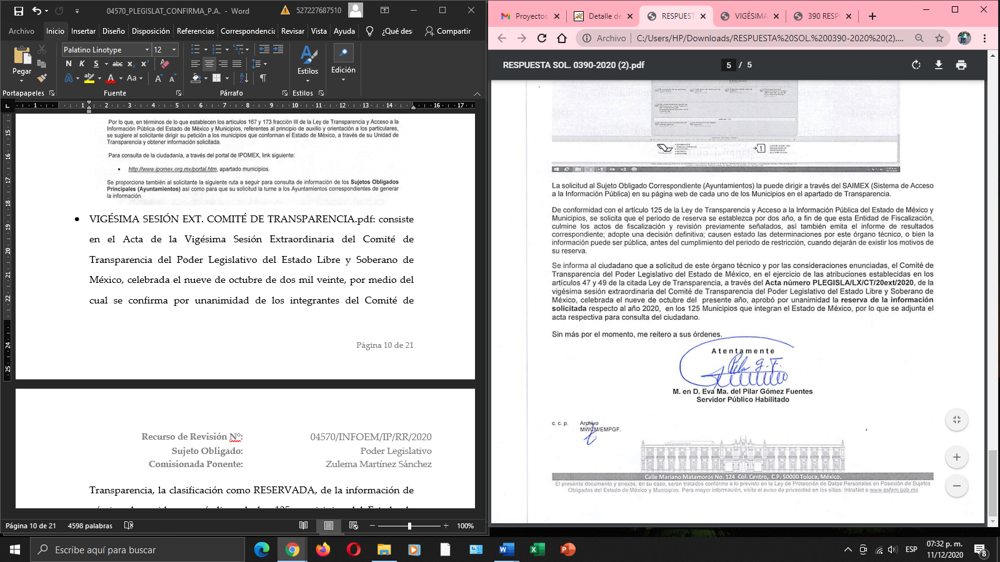 04570_PLEGISLAT_CONFIRMA_P.A. - Word
527227687510
Archivo Inicio Insertar Diseño Disposición Referencias Correspondencia Revisar Vista Ayuda ¿Qué des Compartir
Palatino Linotype 12
Pegar
N K S abc x₂ x²
A A Aa A A
Estilos
Edición
Portapapeles Fuente Párrafo Estilos
1 1 2 3 4 5 6 7 8 9 10 11 12 13 14 16 17
Por lo que, en términos de lo que establecen los artículos 167 y 173 fracción III de la Ley de Transparencia y Acceso a la
Información Pública del Estado de México y Municipios, referentes al principio de auxilio y orientación a los particulares,
se sugiere al solicitante dirigir su petición a los municipios que conforman el Estado de México, a través de su Unidad de
Transparencia y obtener información solicitada.
Para consulta de la ciudadanía, a través del portal de IPOMEX, link siguiente:
• http://www.ipomex.org.mx/portal.htm, apartado municipios.
Se proporciona también al solicitante la siguiente ruta a seguir para consulta de información de los Sujetos Obligados
Principales (Ayuntamientos) así como para que su solicitud la turne a los Ayuntamientos correspondientes de generar
la información.
• VIGÉSIMA SESIÓN EXT. COMITÉ DE TRANSPARENCIA.pdf: consiste
en el Acta de la Vigésima Sesión Extraordinaria del Comité de
Transparencia del Poder Legislativo del Estado Libre y Soberano de
México, celebrada el nueve de octubre de dos mil veinte, por medio del
cual se confirma por unanimidad de los integrantes del Comité de
Página 10 de 21
Recurso de Revisión N°: 04570/INFOEM/IP/RR/2020
Sujeto Obligado: Poder Legislativo
Comisionada Ponente: Zulema Martínez Sánchez
Transparencia, la clasificación como RESERVADA, de la información de
Página 10 de 21 4598 palabras 100%
Proyectos Detalle de RESPUEST VIGÉSIMA 390 RESP
Archivo C:/Users/HP/Downloads/RESPUESTA%20SOL.%200390-2020%20(2)....
RESPUESTA SOL. 0390-2020 (2).pdf 5 / 5
La solicitud al Sujeto Obligado Correspondiente (Ayuntamientos) la puede dirigir a través del SAIMEX (Sistema de Acceso
a la Información Pública) en su página web de cada uno de los Municipios en el apartado de Transparencia.
De conformidad con el artículo 125 de la Ley de Transparencia y Acceso a la Información Pública del Estado de México y
Municipios, se solicita que el periodo de reserva se establezca por dos año, a fin de que esta Entidad de Fiscalización,
culmine los actos de fiscalización y revisión previamente señalados, así también emita el informe de resultados
correspondiente; adopte una decisión definitiva; causen estado las determinaciones por este órgano técnico, o bien la
información puede ser pública, antes del cumplimiento del periodo de restricción, cuando dejarán de existir los motivos de
su reserva.
Se informa al ciudadano que a solicitud de este órgano técnico y por las consideraciones enunciadas, el Comité de
Transparencia del Poder Legislativo del Estado de México, en el ejercicio de las atribuciones establecidas en los
artículos 47 y 49 de la citada Ley de Transparencia, a través del Acta número PLEGISLA/LX/CT/20ext/2020, de la
vigésima sesión extraordinaria del Comité de Transparencia del Poder Legislativo del Estado Libre y Soberano de
México, celebrada el nueve de octubre del presente año, aprobó por unanimidad la reserva de la información
solicitada respecto al año 2020, en los 125 Municipios que integran el Estado de México, por lo que se adjunta el
acta respectiva para consulta del ciudadano.
Sin más por el momento, me reitero a sus órdenes.
Atentamente
M. en D. Eva Ma. del Pilar Gómez Fuentes
Servidor Público Habilitado
c. c. p. Archivo
MWCM/EMPGF.
Calle Mariano Matamoros No. 124 Col. Centro, C.P. 50000 Toluca, México.
El presente documento y anexos, en su caso, serán tratados conforme a lo previsto en la Ley de Protección de Datos Personales en Posesión de Sujetos
Obligados del Estado de México y Municipios. Para mayor información, visite el aviso de privacidad en los sitios: IntraNet o www.osfem.gob.mx
Escribe aquí para buscar
ESP
07:32 p. m.
11/12/2020
8